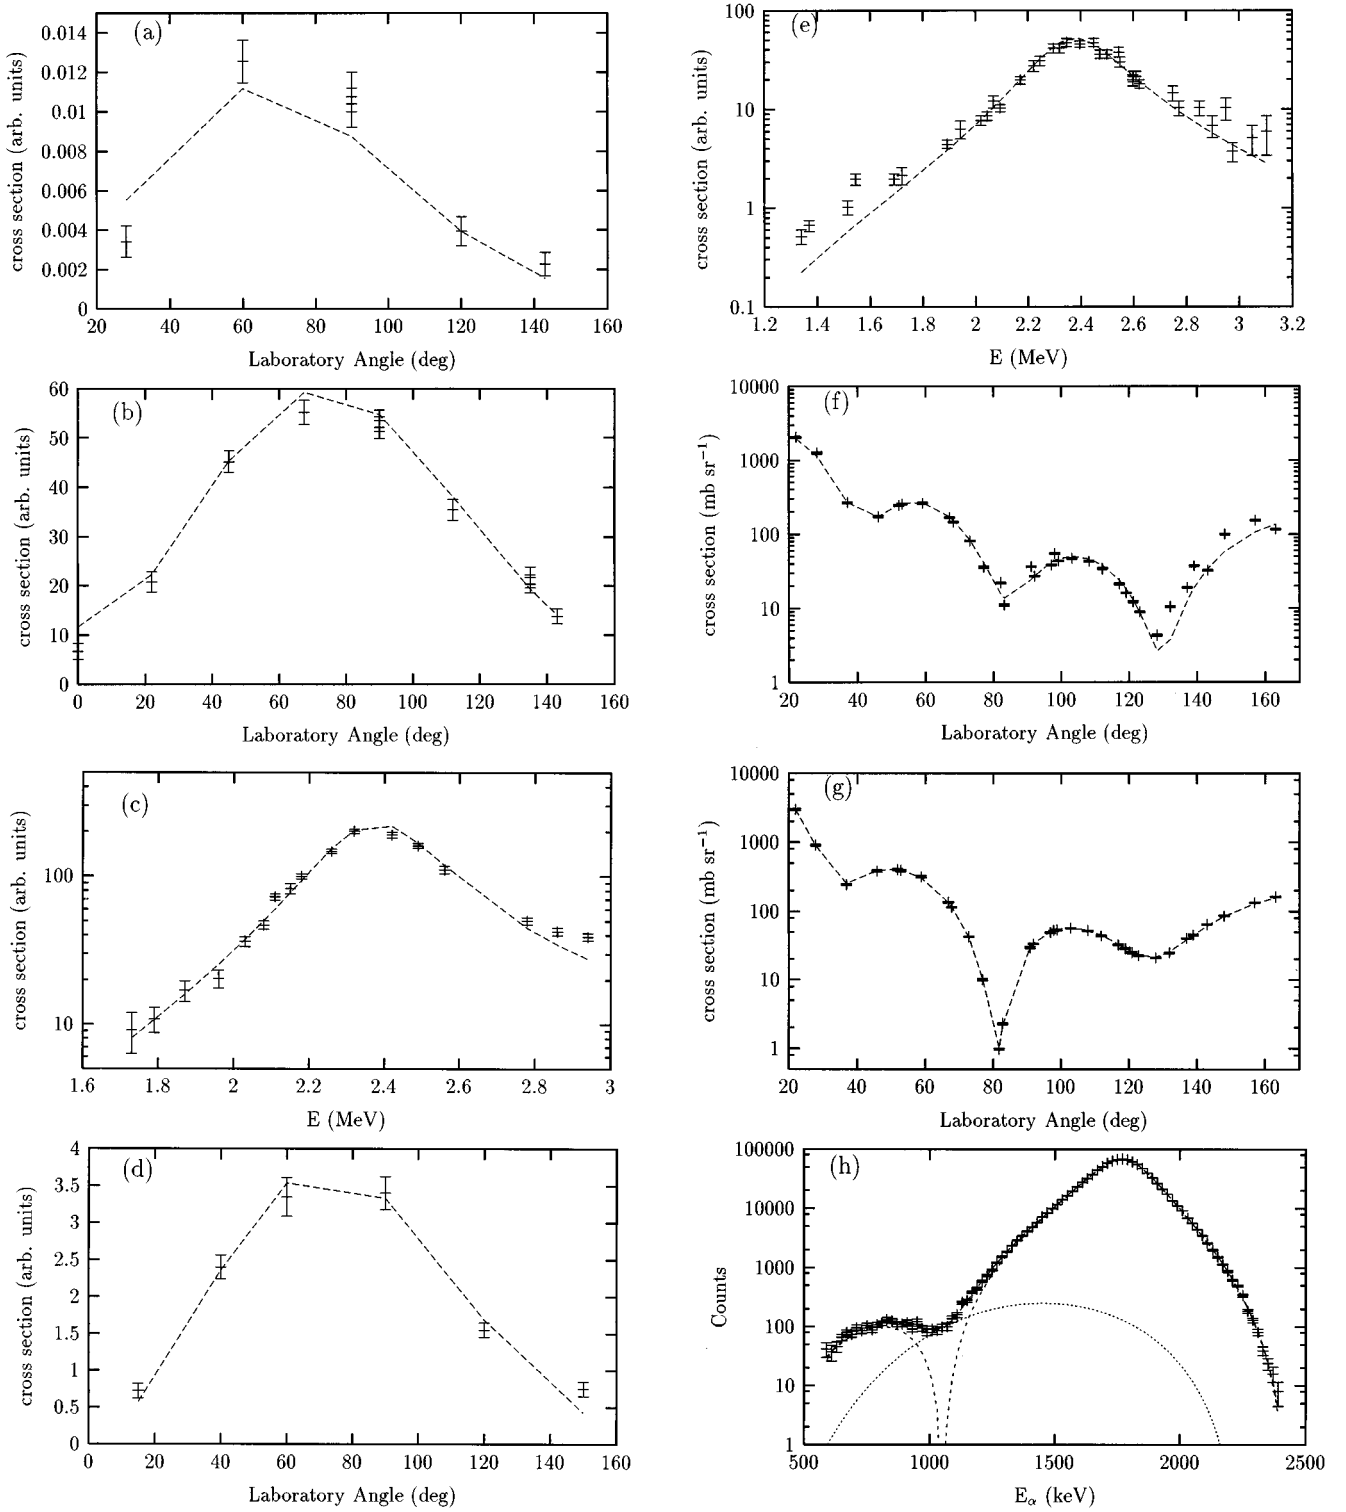 (a)
cross section (arb. units)
0.014
0.012
0.01
0.008
0.006
0.004
0.002
0
20 40 60 80 100 120 140 160
Laboratory Angle (deg)
(b)
cross section (arb. units)
60
50
40
30
20
10
0
0 20 40 60 80 100 120 140 160
Laboratory Angle (deg)
(c)
cross section (arb. units)
100
10
1.6 1.8 2 2.2 2.4 2.6 2.8 3
E (MeV)
(d)
cross section (arb. units)
4
3.5
3
2.5
2
1.5
1
0.5
0
0 20 40 60 80 100 120 140 160
Laboratory Angle (deg)
(e)
cross section (arb. units)
100
10
1
0.1
1.2 1.4 1.6 1.8 2 2.2 2.4 2.6 2.8 3 3.2
E (MeV)
(f)
cross section (mb sr⁻¹)
10000
1000
100
10
1
20 40 60 80 100 120 140 160
Laboratory Angle (deg)
(g)
cross section (mb sr⁻¹)
10000
1000
100
10
1
20 40 60 80 100 120 140 160
Laboratory Angle (deg)
(h)
Counts
100000
10000
1000
100
10
1
500 1000 1500 2000 2500
Eα (keV)